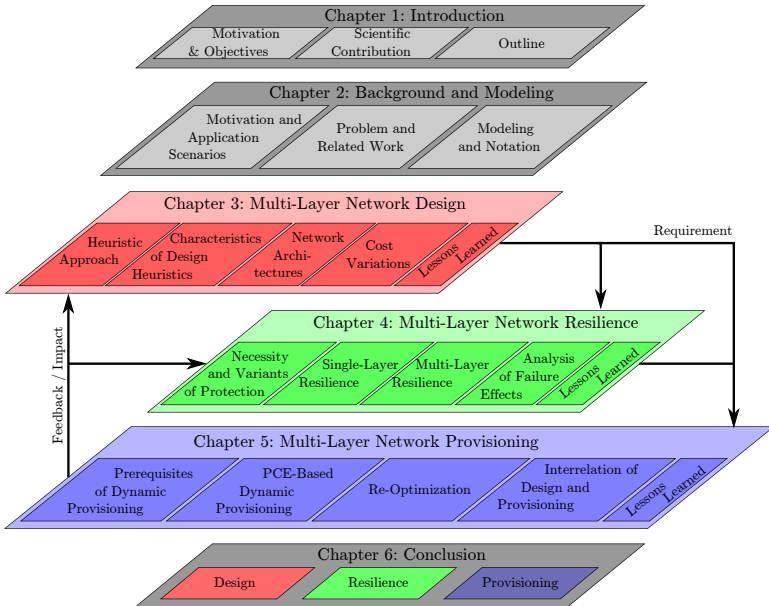 Chapter 1: Introduction
Motivation
& Objectives
Scientific
Contribution
Outline
Chapter 2: Background and Modeling
Motivation and
Application
Scenarios
Problem and
Related Work
Modeling
and Notation
Chapter 3: Multi-Layer Network Design
Heuristic
Approach
Characteristics
of Design
Heuristics
Network
Archi-
tectures
Cost
Variations
Lessons
Learned
Requirement
Chapter 4: Multi-Layer Network Resilience
Necessity
and Variants
of Protection
Single-Layer
Resilience
Multi-Layer
Resilience
Analysis
of Failure
Effects
Lessons
Learned
Feedback / Impact
Chapter 5: Multi-Layer Network Provisioning
Prerequisites
of Dynamic
Provisioning
PCE-Based
Dynamic
Provisioning
Re-Optimization
Interrelation of
Design and
Provisioning
Lessons
Learned
Chapter 6: Conclusion
Design
Resilience
Provisioning